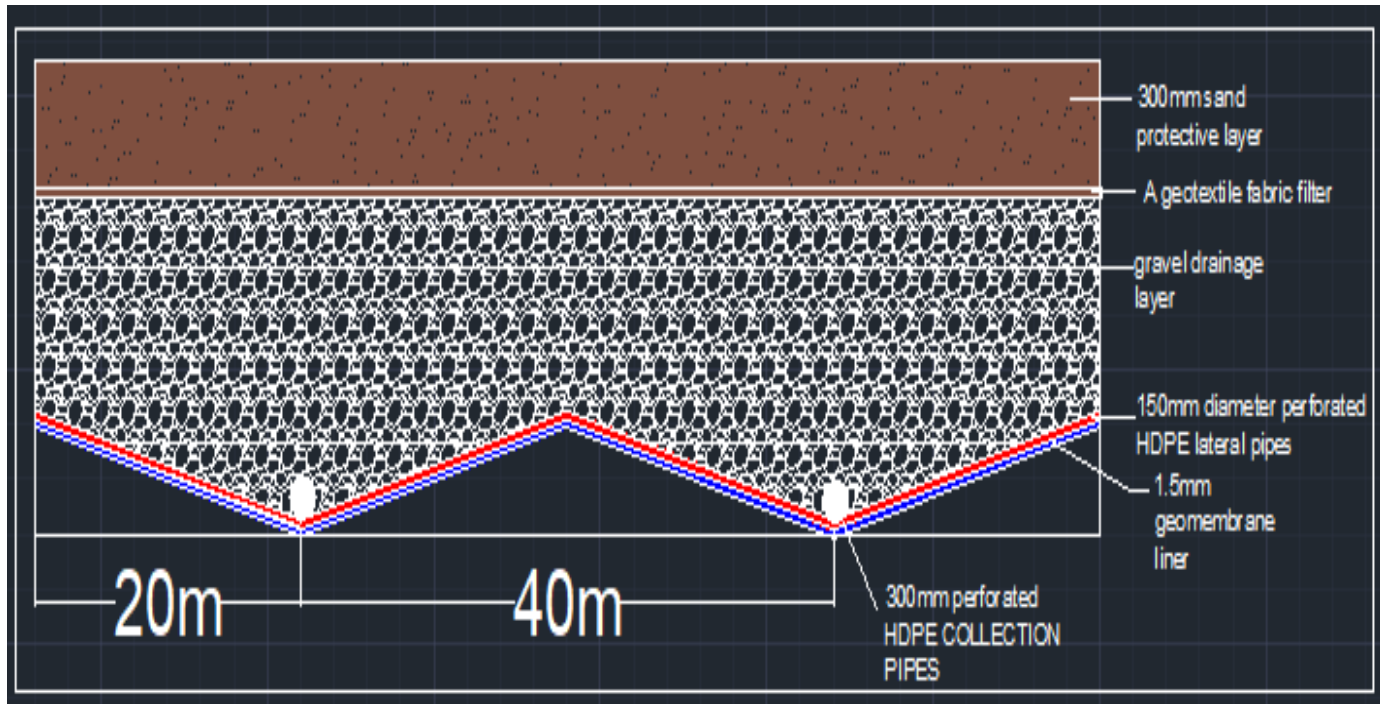 300mm sand
protective layer
A geotextile fabric filter
gravel drainage
layer
150mm diameter perforated
HDPE lateral pipes
1.5mm
geomembrane
liner
20m
40m
300mm perforated
HDPE COLLECTION
PIPES